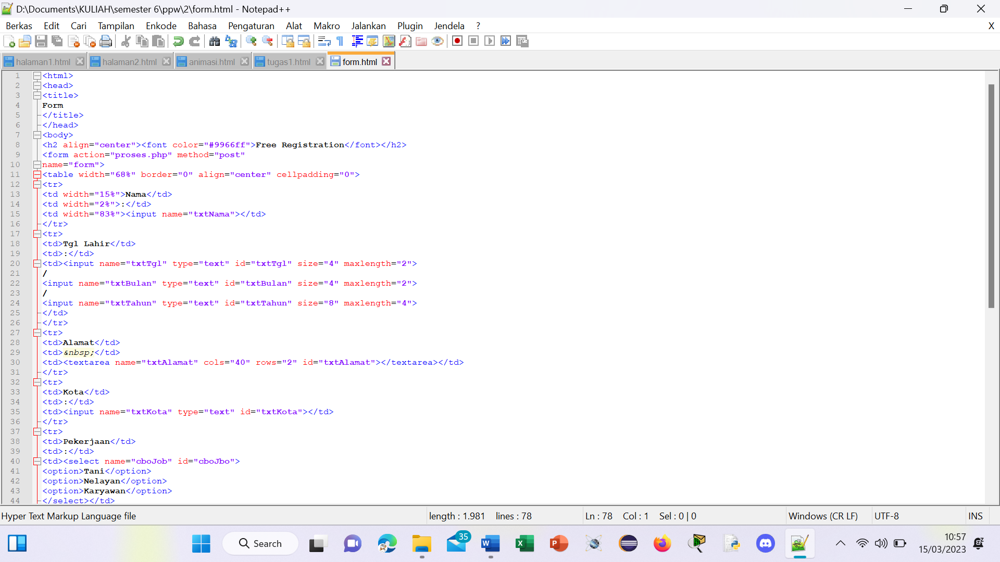 D:\Documents\KULIAH\semester 6\ppw\2\form.html - Notepad++
Berkas Edit Cari Tampilan Enkode Bahasa Pengaturan Alat Makro Jalankan Plugin Jendela ? X
halaman1.html halaman2.html animasi.html tugas1.html form.html
1 <html>
2 <head>
3 <title>
4 Form
5 </title>
6 </head>
7 <body>
8 <h2 align="center"><font color="#9966ff">Free Registration</font></h2>
9 <form action="proses.php" method="post"
10 name="form">
11 <table width="68%" border="0" align="center" cellpadding="0">
12 <tr>
13 <td width="15%">Nama</td>
14 <td width="2%">:</td>
15 <td width="83%"><input name="txtNama"></td>
16 </tr>
17 <tr>
18 <td>Tgl Lahir</td>
19 <td>:</td>
20 <td><input name="txtTgl" type="text" id="txtTgl" size="4" maxlength="2">
21 /
22 <input name="txtBulan" type="text" id="txtBulan" size="4" maxlength="2">
23 /
24 <input name="txtTahun" type="text" id="txtTahun" size="8" maxlength="4">
25 </td>
26 </tr>
27 <tr>
28 <td>Alamat</td>
29 <td>&nbsp;</td>
30 <td><textarea name="txtAlamat" cols="40" rows="2" id="txtAlamat"></textarea></td>
31 </tr>
32 <tr>
33 <td>Kota</td>
34 <td>:</td>
35 <td><input name="txtKota" type="text" id="txtKota"></td>
36 </tr>
37 <tr>
38 <td>Pekerjaan</td>
39 <td>:</td>
40 <td><select name="cboJob" id="cboJbo">
41 <option>Tani</option>
42 <option>Nelayan</option>
43 <option>Karyawan</option>
44 </select></td>
Hyper Text Markup Language file length : 1.981 lines : 78 Ln : 78 Col : 1 Sel : 0 | 0 Windows (CR LF) UTF-8 INS
Search 35 10:57
15/03/2023